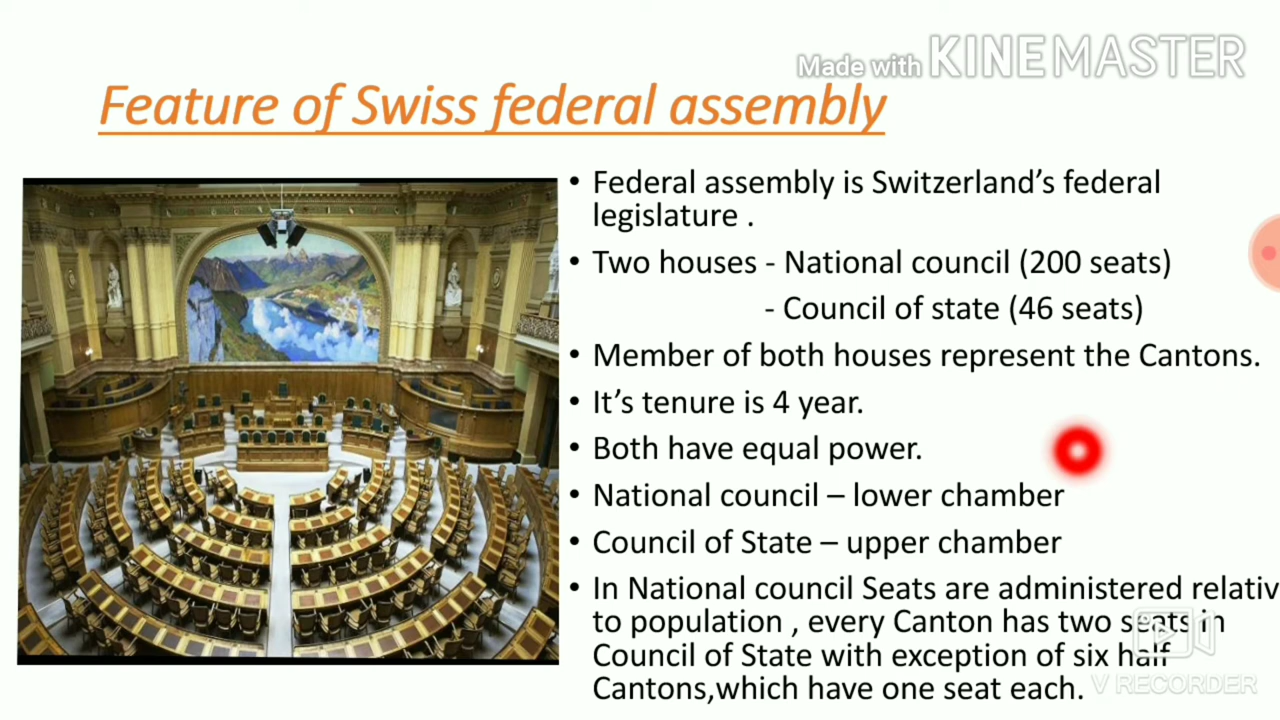 Made with KINEMASTER
Feature of Swiss federal assembly
• Federal assembly is Switzerland's federal
legislature .
• Two houses - National council (200 seats)
- Council of state (46 seats)
• Member of both houses represent the Cantons.
• It's tenure is 4 year.
• Both have equal power.
• National council – lower chamber
• Council of State – upper chamber
• In National council Seats are administered relativ
to population , every Canton has two seats in
Council of State with exception of six half
Cantons,which have one seat each.
V RECORDER